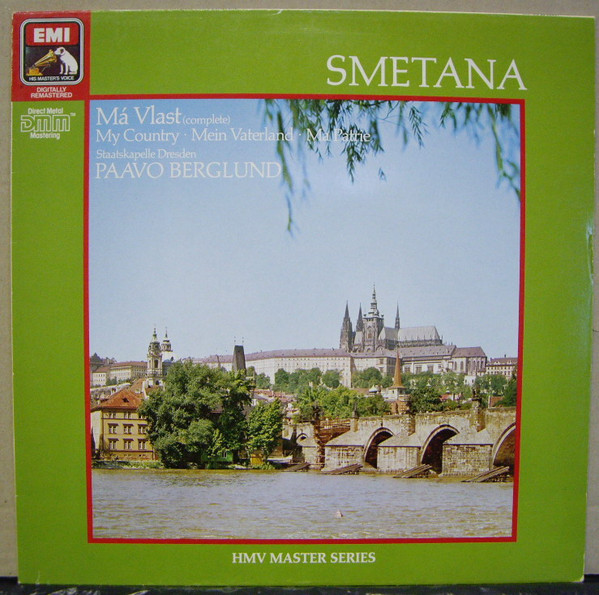 EMI
HIS MASTER'S VOICE
DIGITALLY
REMASTERED
Direct Metal
DMM™
Mastering
SMETANA
Má Vlast (complete)
My Country · Mein Vaterland · Ma Patrie
Staatskapelle Dresden
PAAVO BERGLUND
HMV MASTER SERIES